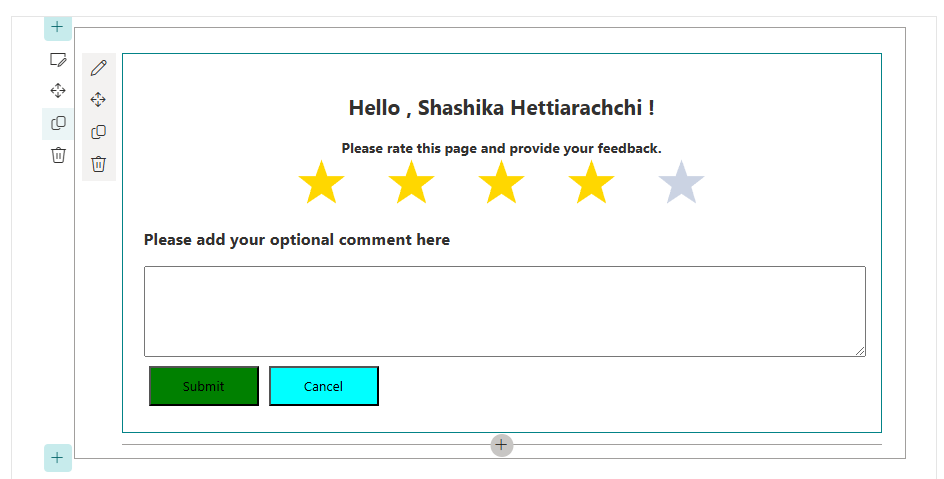 Hello , Shashika Hettiarachchi !
Please rate this page and provide your feedback.
Please add your optional comment here
Submit
Cancel